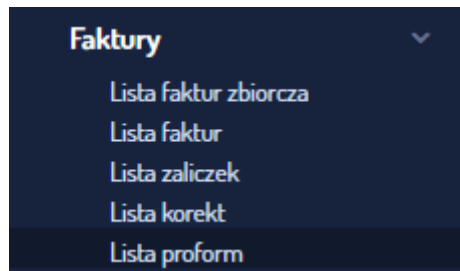 Faktury
Lista faktur zbiorcza
Lista faktur
Lista zaliczek
Lista korekt
Lista proform